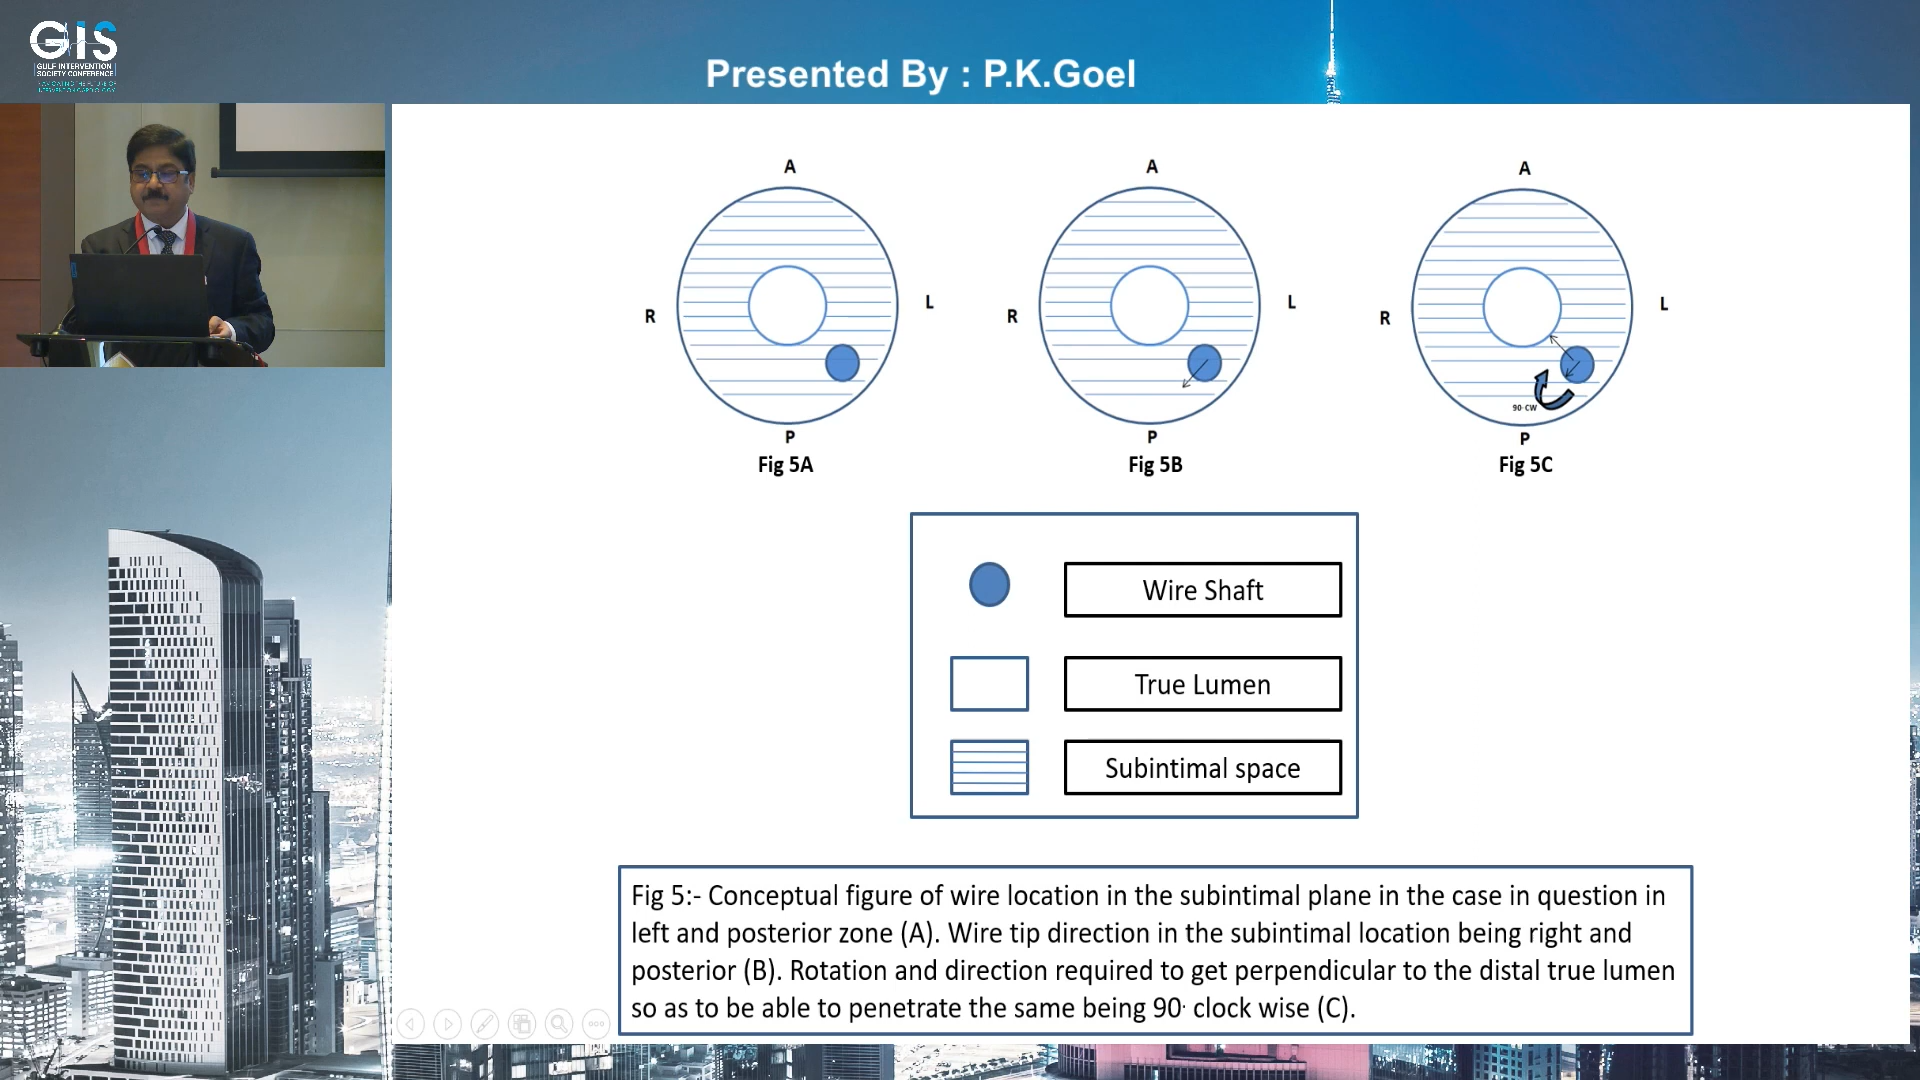 GIS
GULF INTERVENTION
SOCIETY CONFERENCE
Presented By : P.K.Goel
A
A
A
R
L
R
L
R
L
90· CW
P
P
P
Fig 5A
Fig 5B
Fig 5C
Wire Shaft
True Lumen
Subintimal space
Fig 5:- Conceptual figure of wire location in the subintimal plane in the case in question in
left and posterior zone (A). Wire tip direction in the subintimal location being right and
posterior (B). Rotation and direction required to get perpendicular to the distal true lumen
so as to be able to penetrate the same being 90· clock wise (C).